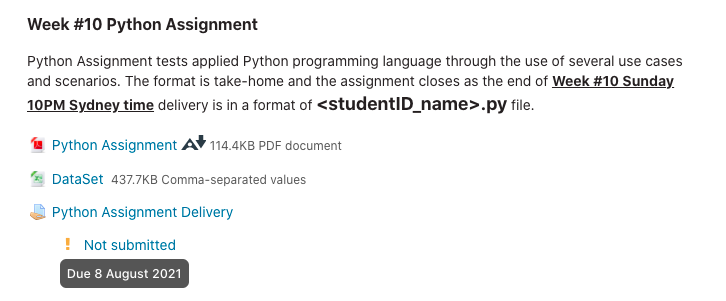 Week #10 Python Assignment
Python Assignment tests applied Python programming language through the use of several use cases
and scenarios. The format is take-home and the assignment closes as the end of Week #10 Sunday
10PM Sydney time delivery is in a format of <studentID_name>.py file.
Python Assignment 114.4KB PDF document
DataSet 437.7KB Comma-separated values
Python Assignment Delivery
! Not submitted
Due 8 August 2021